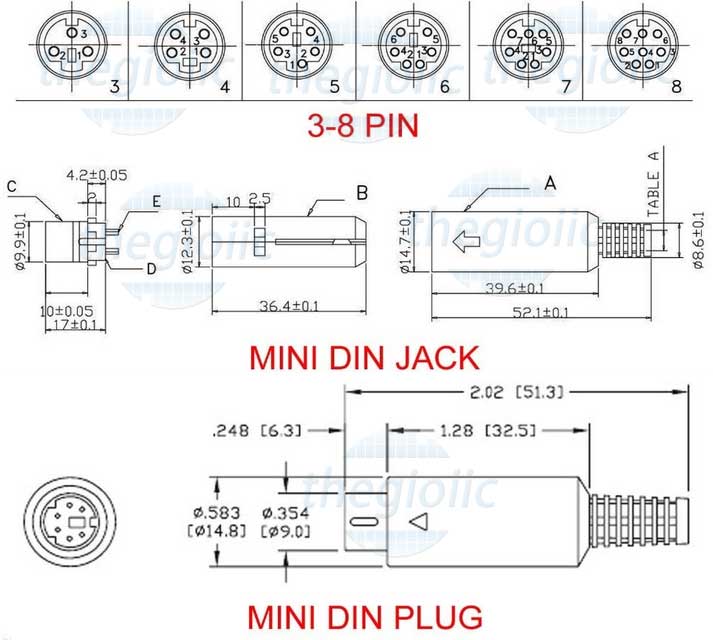 3
2 1
3
4 3
2 1
4
5 4
3 2
1
5
6 5
4 3
2 1
6
7 6 5
4 3
2 1
7
8 7 6
5 4 3
2 1
8
thegioiic
3-8 PIN
4.2±0.05
2
C
E
D
Ø9.9±0.1
10±0.05
17±0.1
10
2.5
B
Ø12.3±0.1
36.4±0.1
A
TABLE A
Ø14.7±0.1
Ø8.6±0.1
39.6±0.1
52.1±0.1
thegioiic
MINI DIN JACK
2.02 [51.3]
.248 [6.3]
1.28 [32.5]
thegioiic
Ø.583
[Ø14.8]
Ø.354
[Ø9.0]
MINI DIN PLUG